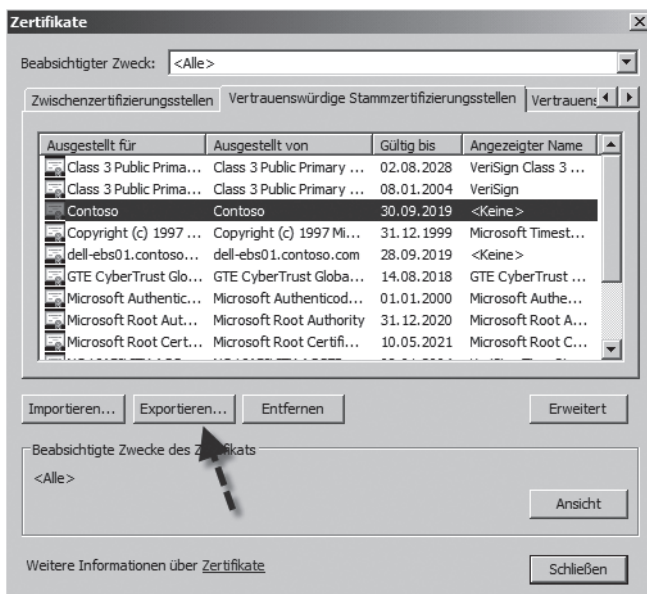 Zertifikate
Beabsichtigter Zweck: <Alle>
Zwischenzertifizierungsstellen Vertrauenswürdige Stammzertifizierungsstellen Vertrauens
Ausgestellt für Ausgestellt von Gültig bis Angezeigter Name
Class 3 Public Prima... Class 3 Public Primary ... 02.08.2028 VeriSign Class 3 ...
Class 3 Public Prima... Class 3 Public Primary ... 08.01.2004 VeriSign
Contoso Contoso 30.09.2019 <Keine>
Copyright (c) 1997 ... Copyright (c) 1997 Mi... 31.12.1999 Microsoft Timest...
dell-ebs01.contoso... dell-ebs01.contoso.com 28.09.2019 <Keine>
GTE CyberTrust Glo... GTE CyberTrust Globa... 14.08.2018 GTE CyberTrust ...
Microsoft Authentic... Microsoft Authenticod... 01.01.2000 Microsoft Authe...
Microsoft Root Aut... Microsoft Root Authority 31.12.2020 Microsoft Root A...
Microsoft Root Cert... Microsoft Root Certifi... 10.05.2021 Microsoft Root C...
Importieren... Exportieren... Entfernen Erweitert
Beabsichtigte Zwecke des Zertifikats
<Alle>
Ansicht
Weitere Informationen über Zertifikate
Schließen